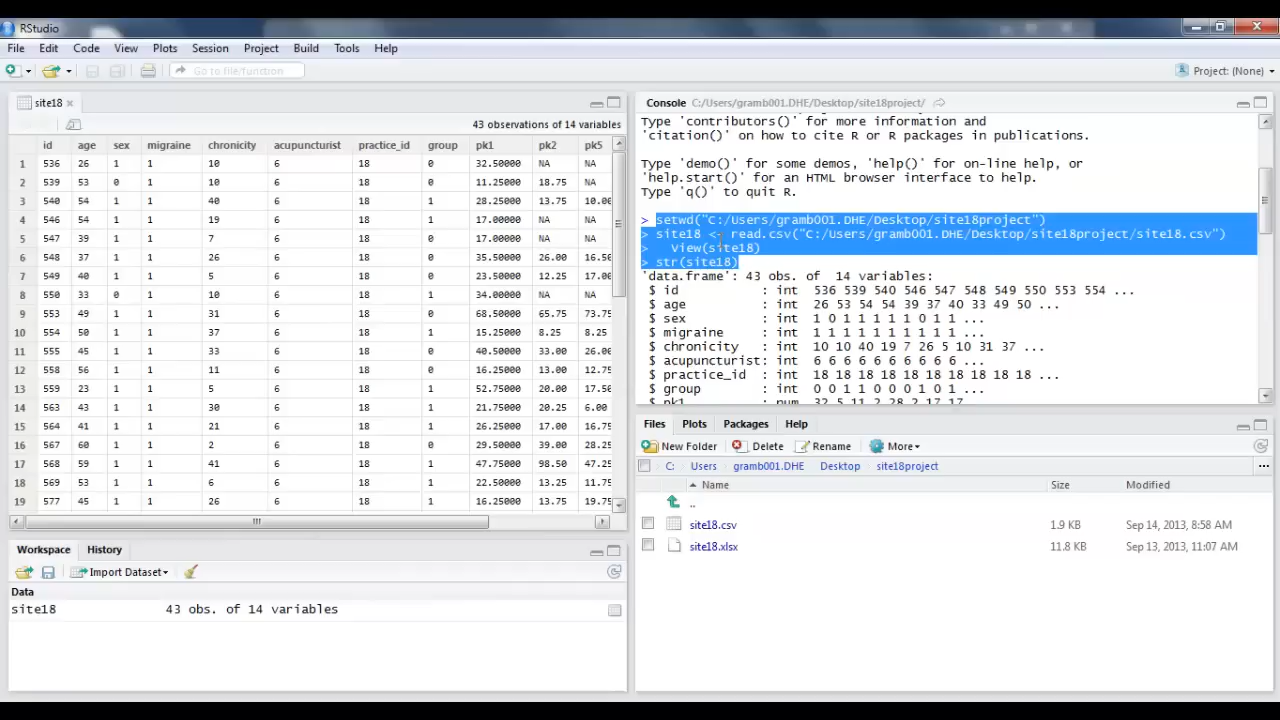 RStudio
File Edit Code View Plots Session Project Build Tools Help
Go to file/function Project: (None)
site18
43 observations of 14 variables
id age sex migraine chronicity acupuncturist practice_id group pk1 pk2 pk5
1 536 26 1 1 10 6 18 0 32.50000 NA NA
2 539 53 0 1 10 6 18 0 11.25000 18.75 NA
3 540 54 1 1 40 6 18 1 28.25000 13.75 10.00
4 546 54 1 1 19 6 18 1 17.00000 NA NA
5 547 39 1 1 7 6 18 0 17.00000 NA NA
6 548 37 1 1 26 6 18 0 35.50000 26.00 16.50
7 549 40 1 1 5 6 18 0 23.50000 12.25 17.00
8 550 33 0 1 10 6 18 1 34.00000 NA NA
9 553 49 1 1 31 6 18 0 68.50000 65.75 73.75
10 554 50 1 1 37 6 18 1 15.25000 8.25 8.25
11 555 45 1 1 33 6 18 0 40.50000 33.00 26.00
12 558 56 1 1 11 6 18 0 16.25000 13.00 12.75
13 559 23 1 1 5 6 18 1 52.75000 20.00 17.50
14 563 43 1 1 30 6 18 1 21.75000 20.25 6.00
15 564 41 1 1 21 6 18 1 26.25000 17.00 16.75
16 567 60 1 1 2 6 18 0 29.50000 39.00 28.25
17 568 59 1 1 41 6 18 1 47.75000 98.50 47.25
18 569 53 1 1 6 6 18 1 22.50000 13.25 11.75
19 577 45 1 1 26 6 18 1 16.25000 13.75 19.75
Workspace History
Import Dataset
Data
site18 43 obs. of 14 variables
Console C:/Users/gramb001.DHE/Desktop/site18project/
Type 'contributors()' for more information and
'citation()' on how to cite R or R packages in publications.
Type 'demo()' for some demos, 'help()' for on-line help, or
'help.start()' for an HTML browser interface to help.
Type 'q()' to quit R.
> setwd("C:/Users/gramb001.DHE/Desktop/site18project")
> site18 <- read.csv("C:/Users/gramb001.DHE/Desktop/site18project/site18.csv")
> View(site18)
> str(site18)
'data.frame': 43 obs. of 14 variables:
$ id : int 536 539 540 546 547 548 549 550 553 554 ...
$ age : int 26 53 54 54 39 37 40 33 49 50 ...
$ sex : int 1 0 1 1 1 1 1 0 1 1 ...
$ migraine : int 1 1 1 1 1 1 1 1 1 1 ...
$ chronicity : int 10 10 40 19 7 26 5 10 31 37 ...
$ acupuncturist: int 6 6 6 6 6 6 6 6 6 6 ...
$ practice_id : int 18 18 18 18 18 18 18 18 18 18 ...
$ group : int 0 0 1 1 0 0 0 1 0 1 ...
$ pk1 : num 32.5 11.2 28.2 17 17 ...
Files Plots Packages Help
New Folder Delete Rename More
C: Users gramb001.DHE Desktop site18project ...
Name Size Modified
..
site18.csv 1.9 KB Sep 14, 2013, 8:58 AM
site18.xlsx 11.8 KB Sep 13, 2013, 11:07 AM